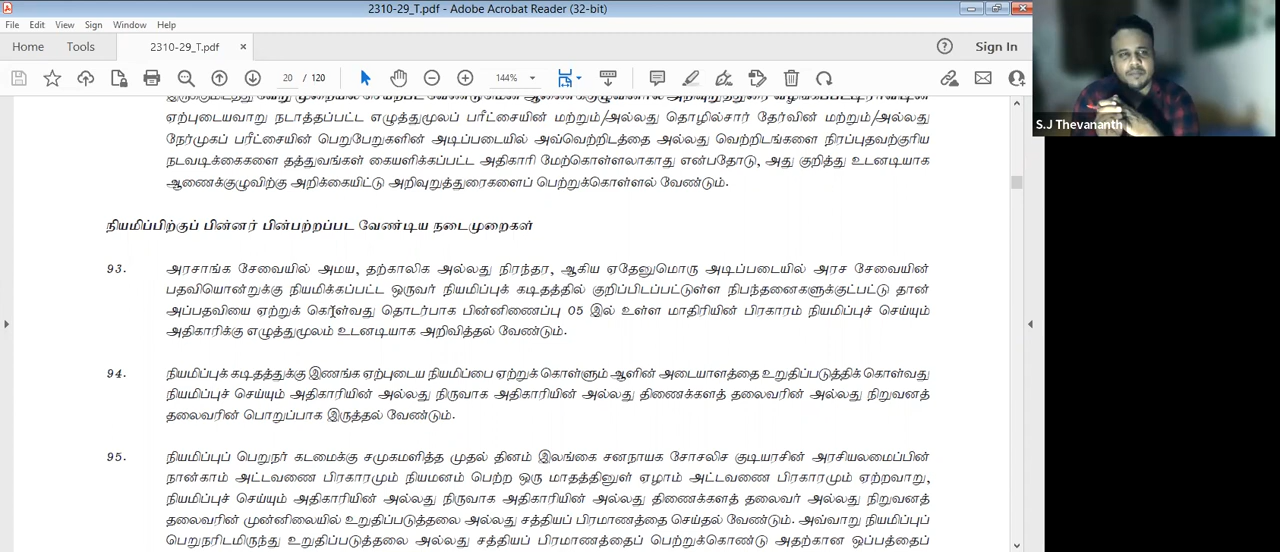 2310-29_T.pdf - Adobe Acrobat Reader (32-bit)
File Edit View Sign Window Help
Home Tools 2310-29_T.pdf × Sign In
20 / 120 144%
ஏற்புடையவாறு நடாத்தப்பட்ட எழுத்துமூலப் பரீட்சையின் மற்றும்/அல்லது தொழில்சார் தேர்வின் மற்றும்/அல்லது
நேர்முகப் பரீட்சையின் பெறுபேறுகளின் அடிப்படையில் அவ்வெற்றிடத்தை அல்லது வெற்றிடங்களை நிரப்புதவற்குரிய
நடவடிக்கைகளை தத்துவங்கள் கையளிக்கப்பட்ட அதிகாரி மேற்கொள்ளலாகாது என்பதோடு, அது குறித்து உடனடியாக
ஆணைக்குழுவிற்கு அறிக்கையிட்டு அறிவுறுத்துரைகளைப் பெற்றுக்கொள்ளல் வேண்டும்.
நியமிப்பிற்குப் பின்னர் பின்பற்றப்பட வேண்டிய நடைமுறைகள்
93. அரசாங்க சேவையில் அமய, தற்காலிக அல்லது நிரந்தர, ஆகிய ஏதேனுமொரு அடிப்படையில் அரச சேவையின்
பதவியொன்றுக்கு நியமிக்கப்பட்ட ஒருவர் நியமிப்புக் கடிதத்தில் குறிப்பிடப்பட்டுள்ள நிபந்தனைகளுக்குட்பட்டு தான்
அப்பதவியை ஏற்றுக் கொள்வது தொடர்பாக பின்னிணைப்பு 05 இல் உள்ள மாதிரியின் பிரகாரம் நியமிப்புச் செய்யும்
அதிகாரிக்கு எழுத்துமூலம் உடனடியாக அறிவித்தல் வேண்டும்.
94. நியமிப்புக் கடிதத்துக்கு இணங்க ஏற்புடைய நியமிப்பை ஏற்றுக் கொள்ளும் ஆளின் அடையாளத்தை உறுதிப்படுத்திக் கொள்வது
நியமிப்புச் செய்யும் அதிகாரியின் அல்லது நிருவாக அதிகாரியின் அல்லது திணைக்களத் தலைவரின் அல்லது நிறுவனத்
தலைவரின் பொறுப்பாக இருத்தல் வேண்டும்.
95. நியமிப்புப் பெறுநர் கடமைக்கு சமுகமளித்த முதல் தினம் இலங்கை சனநாயக சோசலிச குடியரசின் அரசியலமைப்பின்
நான்காம் அட்டவணை பிரகாரமும் நியமனம் பெற்ற ஒரு மாதத்தினுள் ஏழாம் அட்டவணை பிரகாரமும் ஏற்றவாறு,
நியமிப்புச் செய்யும் அதிகாரியின் அல்லது நிருவாக அதிகாரியின் அல்லது திணைக்களத் தலைவர் அல்லது நிறுவனத்
தலைவரின் முன்னிலையில் உறுதிப்படுத்தலை அல்லது சத்தியப் பிரமாணத்தை செய்தல் வேண்டும். அவ்வாறு நியமிப்புப்
பெறுநரிடமிருந்து உறுதிப்படுத்தலை அல்லது சத்தியப் பிரமாணத்தைப் பெற்றுக்கொண்டு அதற்கான ஒப்பத்தைப்
S.J Thevananth